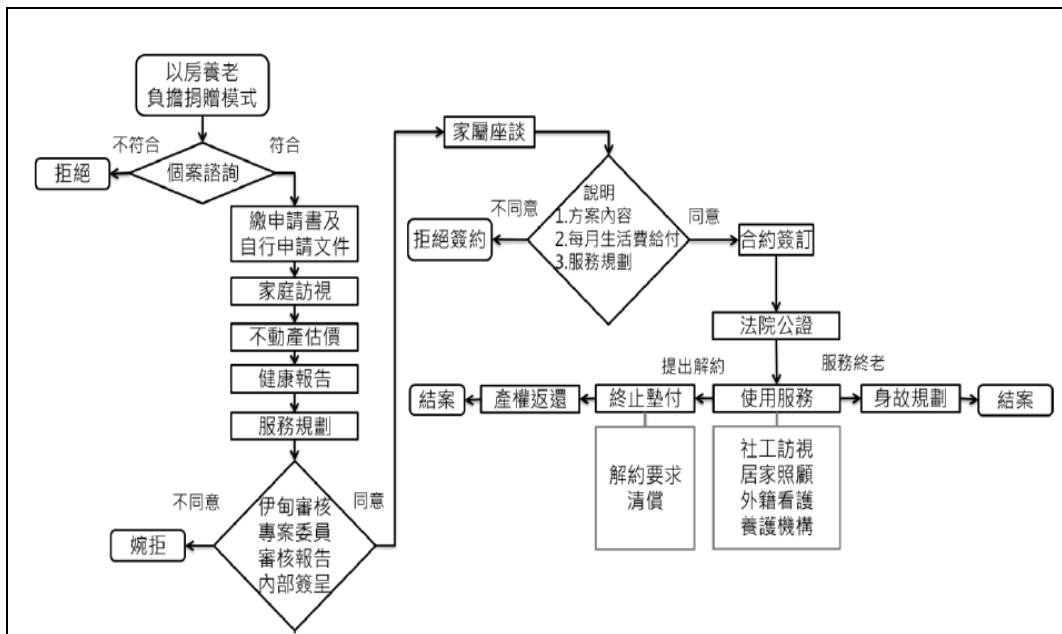 以房養老
負擔捐贈模式
不符合
符合
拒絕
個案諮詢
繳申請書及
自行申請文件
家庭訪視
不動產估價
健康報告
服務規劃
不同意
同意
伊甸審核
專案委員
審核報告
內部簽呈
婉拒
家屬座談
不同意
同意
說明
1.方案內容
2.每月生活費給付
3.服務規劃
拒絕簽約
合約簽訂
法院公證
提出解約
服務終老
結案
產權返還
終止墊付
使用服務
身故規劃
結案
解約要求
清償
社工訪視
居家照顧
外籍看護
養護機構